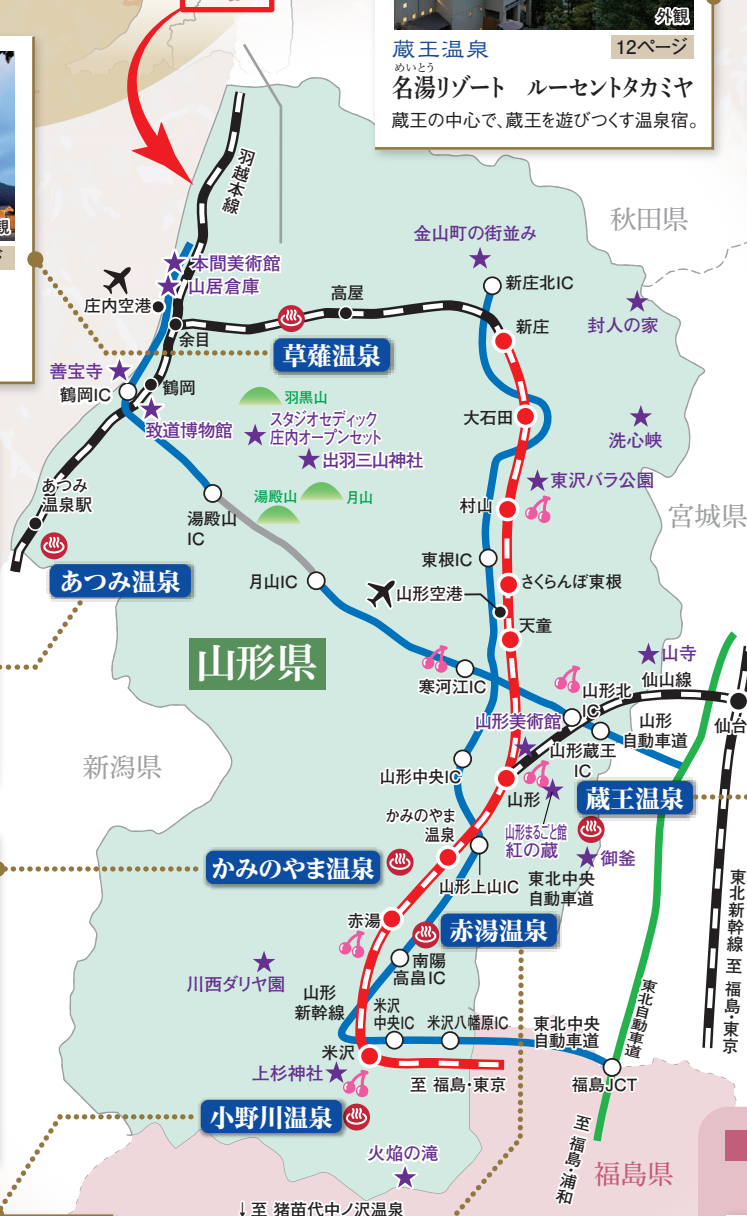 外観
蔵王温泉
12ページ
めいとう
名湯リゾート ルーセントタカミヤ
蔵王の中心で、蔵王を遊びつくす温泉宿。
観
羽越本線
秋田県
金山町の街並み
本間美術館
山居倉庫
新庄北IC
庄内空港
高屋
新庄
封人の家
余目
草薙温泉
善宝寺
鶴岡IC
鶴岡
羽黒山
大石田
致道博物館
スタジオセディック
庄内オープンセット
洗心峡
出羽三山神社
東沢バラ公園
あつみ
温泉駅
湯殿山
月山
村山
湯殿山
IC
宮城県
東根IC
あつみ温泉
月山IC
さくらんぼ東根
山形空港
天童
山形県
山寺
仙山線
寒河江IC
山形北
IC
山形美術館
山形
自動車道
仙台
新潟県
山形蔵王
IC
山形中央IC
山形
蔵王温泉
かみのやま
温泉
山形まるごと館
紅の蔵
御釜
かみのやま温泉
山形上山IC
東北中央
自動車道
東北新幹線 至 福島・東京
赤湯
赤湯温泉
南陽
高畠IC
川西ダリヤ園
山形
新幹線
米沢
中央IC
米沢八幡原IC
東北中央
自動車道
東北自動車道
米沢
上杉神社
至 福島・東京
福島JCT
小野川温泉
至 福島・浦和
火焔の滝
福島県
↓至 猪苗代中ノ沢温泉